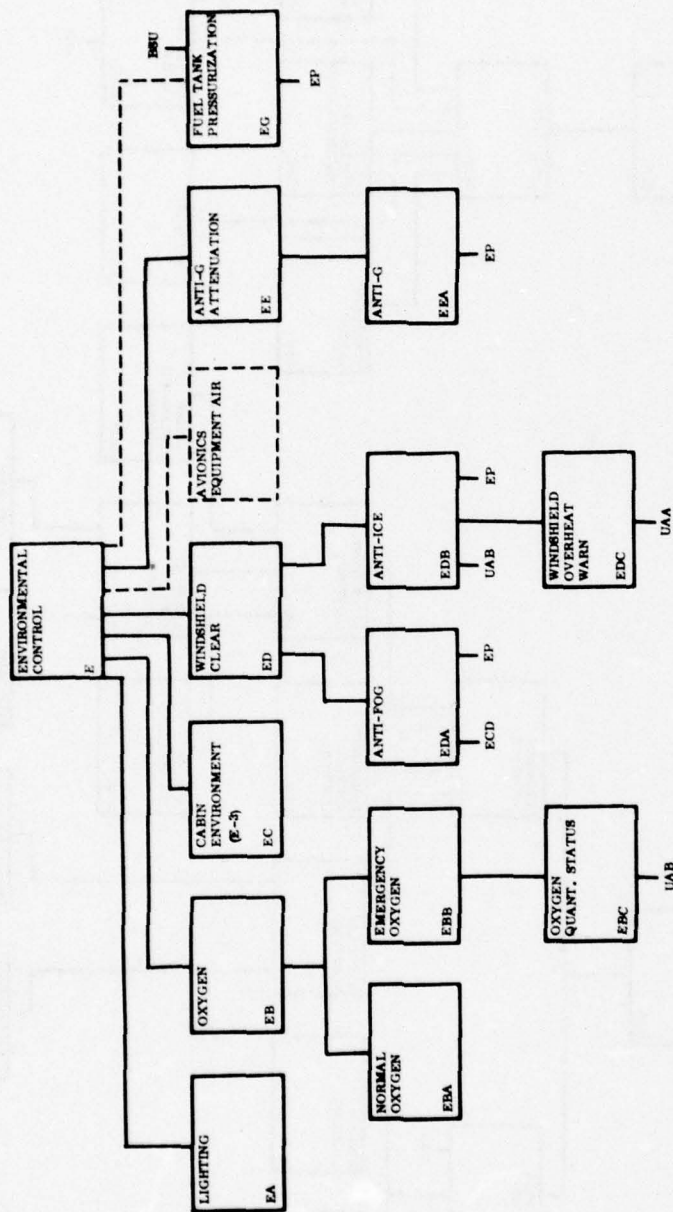 ENVIRONMENTAL
CONTROL
E
LIGHTING
EA
OXYGEN
EB
CABIN
ENVIRONMENT
(E-3)
EC
WINDSHIELD
CLEAR
ED
AVIONICS
EQUIPMENT AIR
ANTI-G
ATTENUATION
EE
FUEL TANK
PRESSURIZATION
EG
BSU
EP
NORMAL
OXYGEN
EBA
EMERGENCY
OXYGEN
EBB
ANTI-FOG
EDA
ECD
EP
ANTI-ICE
EDB
UAB
EP
ANTI-G
EEA
EP
OXYGEN
QUANT. STATUS
EBC
UAB
WINDSHIELD
OVERHEAT
WARN
EDC
UAA